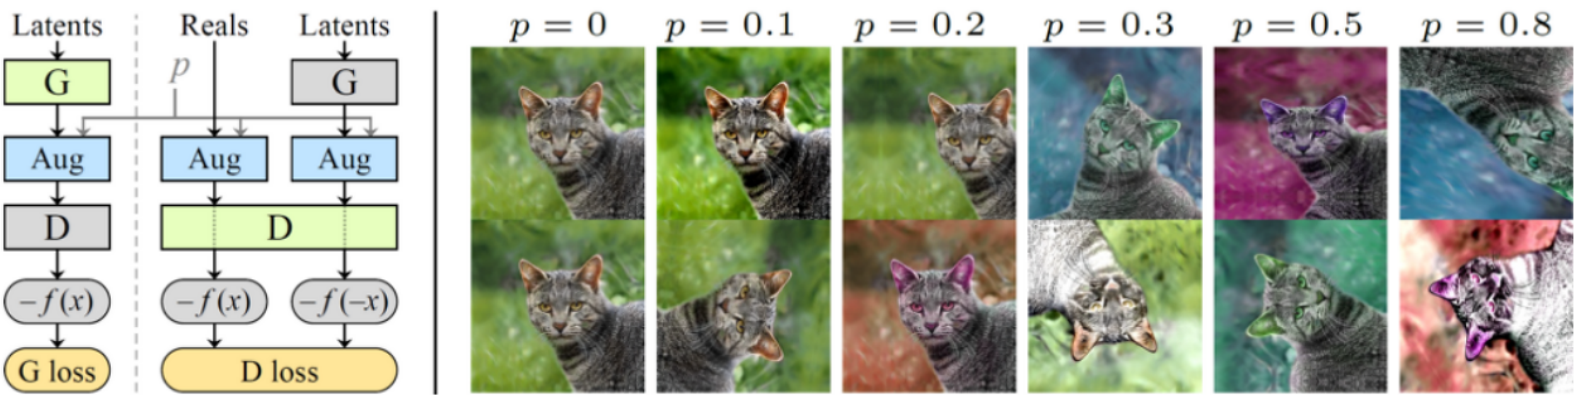 Latents Reals Latents
p
G G
Aug Aug Aug
D D
−f(x) −f(x) −f(−x)
G loss D loss
p = 0 p = 0.1 p = 0.2 p = 0.3 p = 0.5 p = 0.8